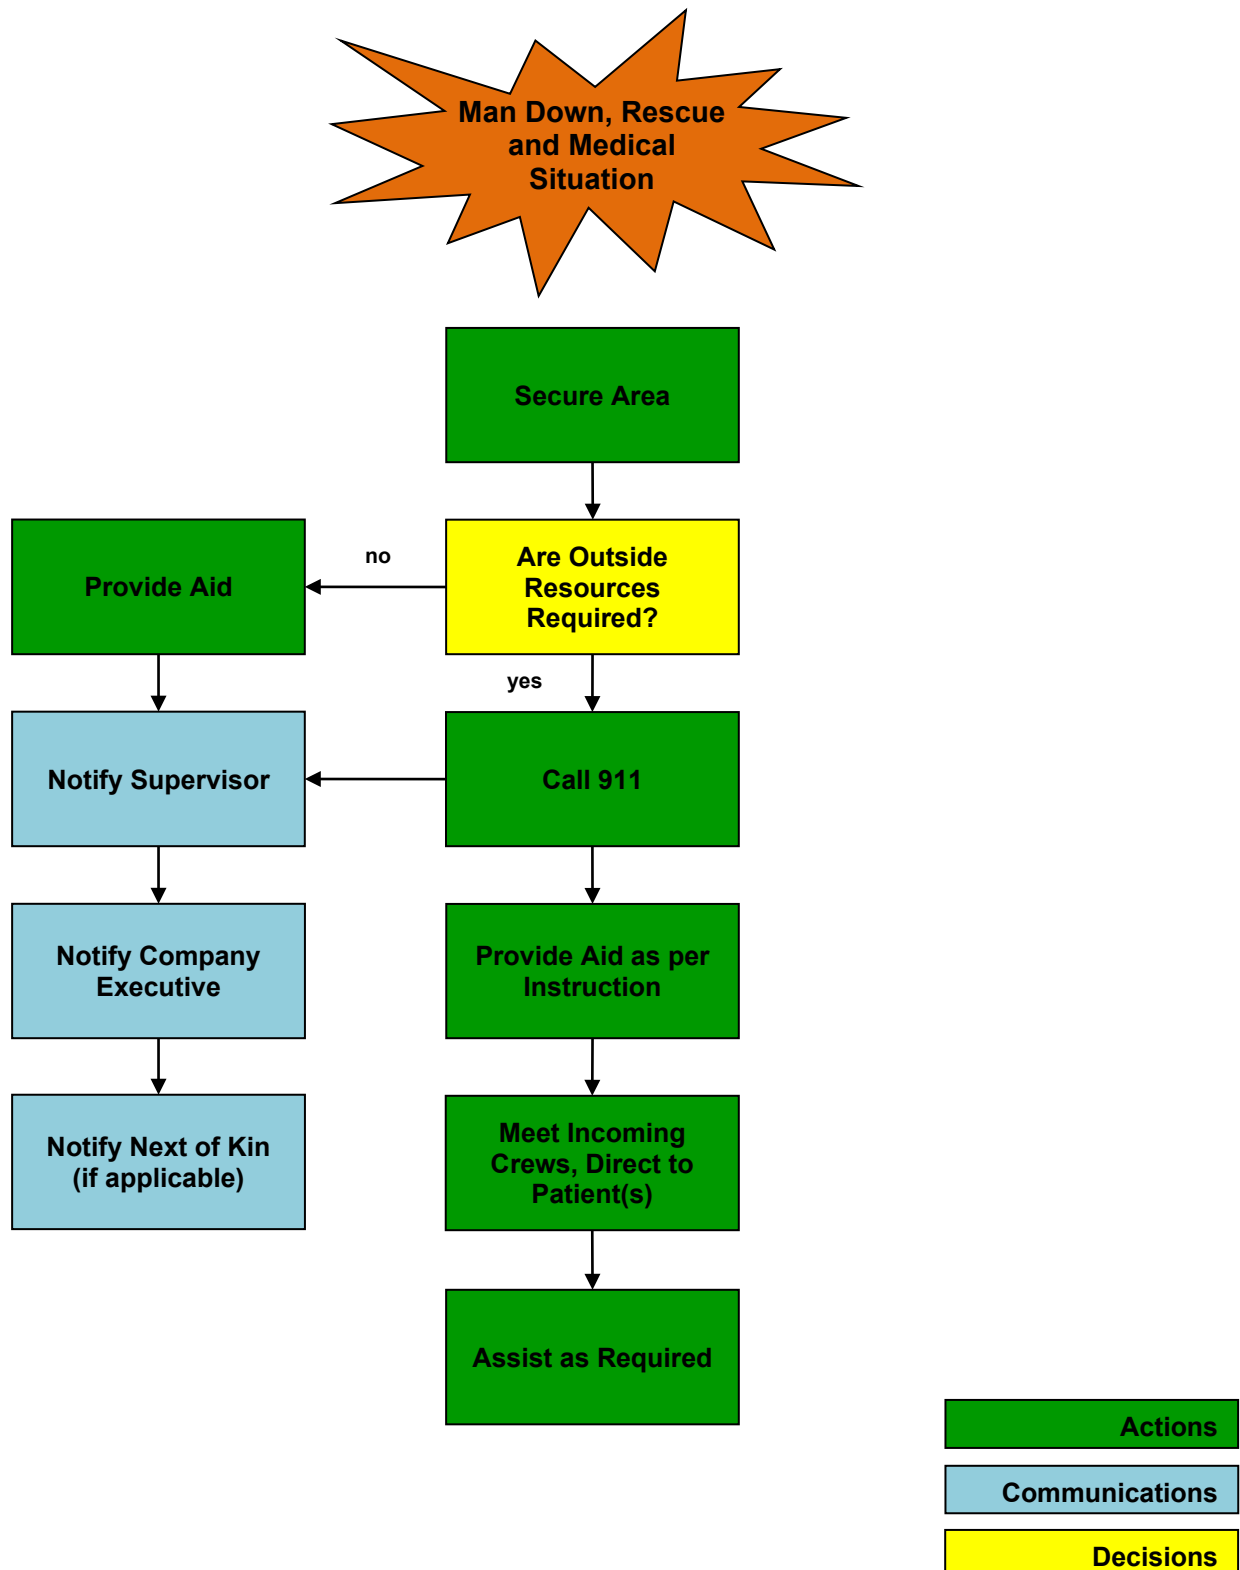 Man Down, Rescue
and Medical
Situation
Secure Area
Provide Aid
no
Are Outside
Resources
Required?
yes
Notify Supervisor
Call 911
Notify Company
Executive
Provide Aid as per
Instruction
Notify Next of Kin
(if applicable)
Meet Incoming
Crews, Direct to
Patient(s)
Assist as Required
Actions
Communications
Decisions